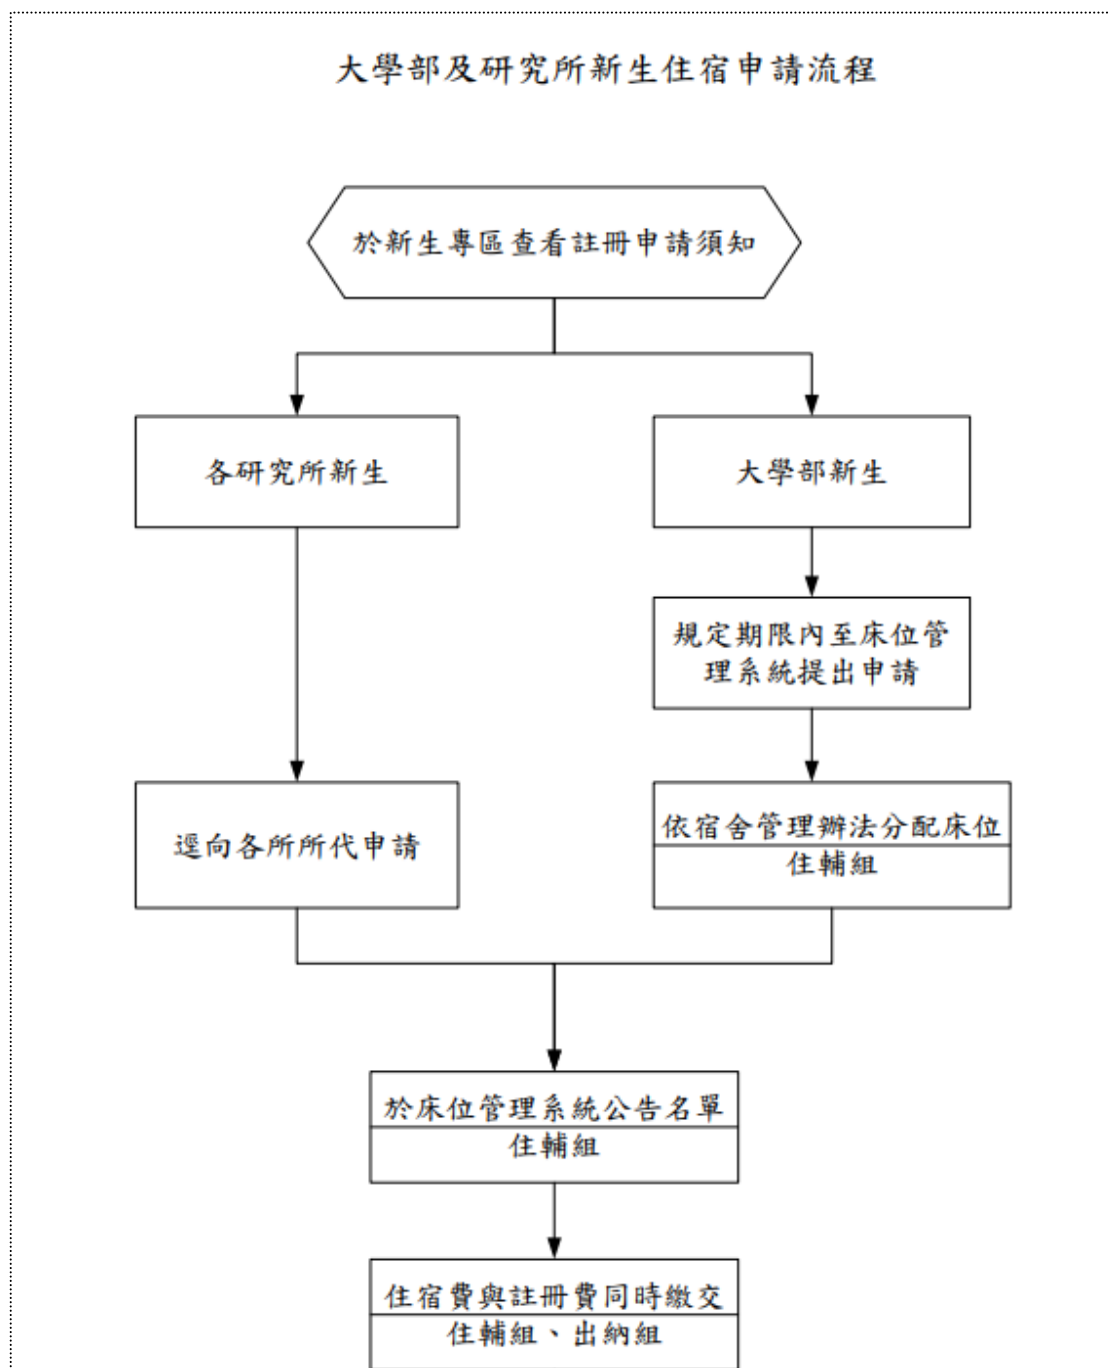 大學部及研究所新生住宿申請流程
於新生專區查看註冊申請須知
各研究所新生
大學部新生
規定期限內至床位管
理系統提出申請
逕向各所所代申請
依宿舍管理辦法分配床位
住輔組
於床位管理系統公告名單
住輔組
住宿費與註冊費同時繳交
住輔組、出納組